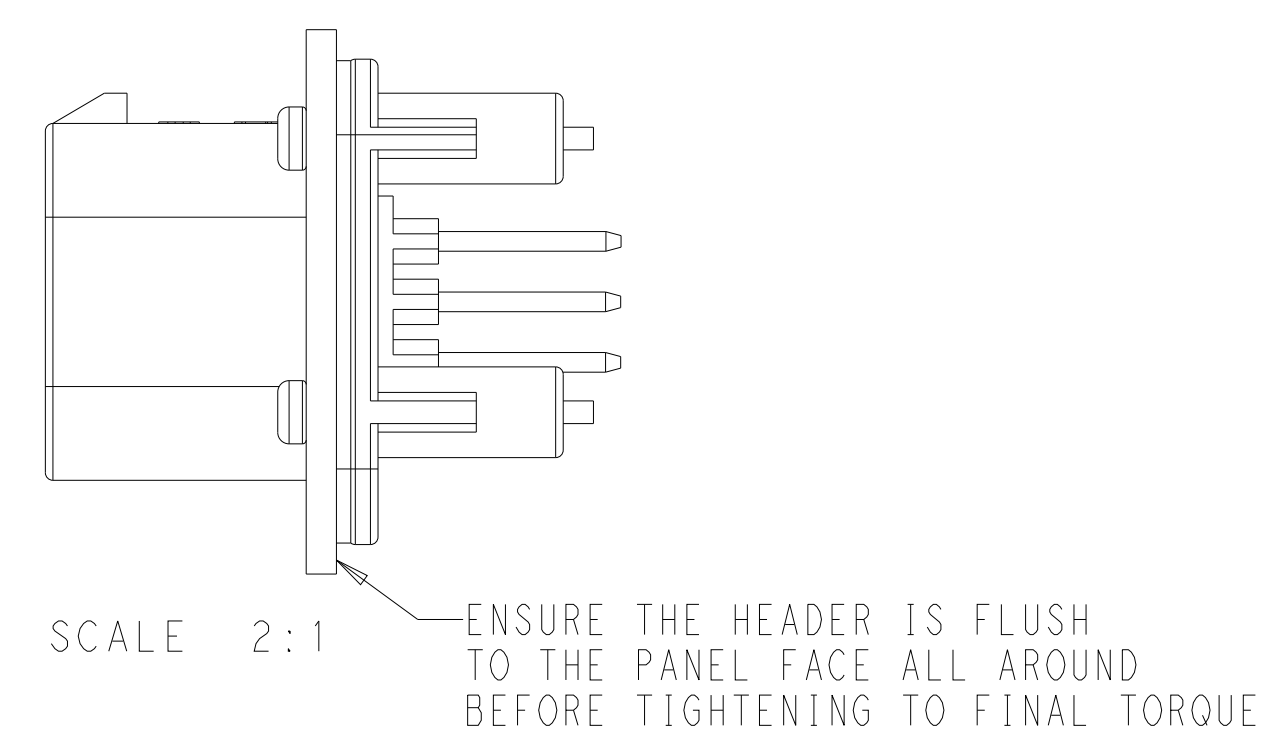 SCALE 2:1
ENSURE THE HEADER IS FLUSH
TO THE PANEL FACE ALL AROUND
BEFORE TIGHTENING TO FINAL TORQUE